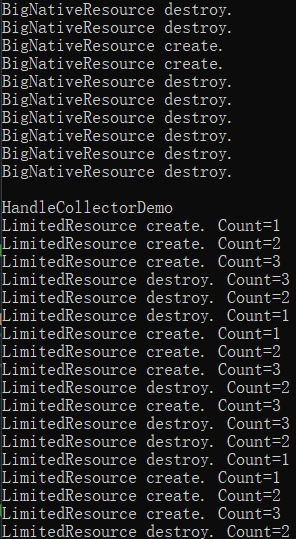 BigNativeResource destroy.
BigNativeResource destroy.
BigNativeResource create.
BigNativeResource create.
BigNativeResource destroy.
BigNativeResource destroy.
BigNativeResource destroy.
BigNativeResource destroy.
BigNativeResource destroy.
BigNativeResource destroy.

HandleCollectorDemo
LimitedResource create. Count=1
LimitedResource create. Count=2
LimitedResource create. Count=3
LimitedResource destroy. Count=3
LimitedResource destroy. Count=2
LimitedResource destroy. Count=1
LimitedResource create. Count=1
LimitedResource create. Count=2
LimitedResource create. Count=3
LimitedResource destroy. Count=2
LimitedResource create. Count=3
LimitedResource destroy. Count=3
LimitedResource destroy. Count=2
LimitedResource destroy. Count=1
LimitedResource create. Count=1
LimitedResource create. Count=2
LimitedResource create. Count=3
LimitedResource destroy. Count=2